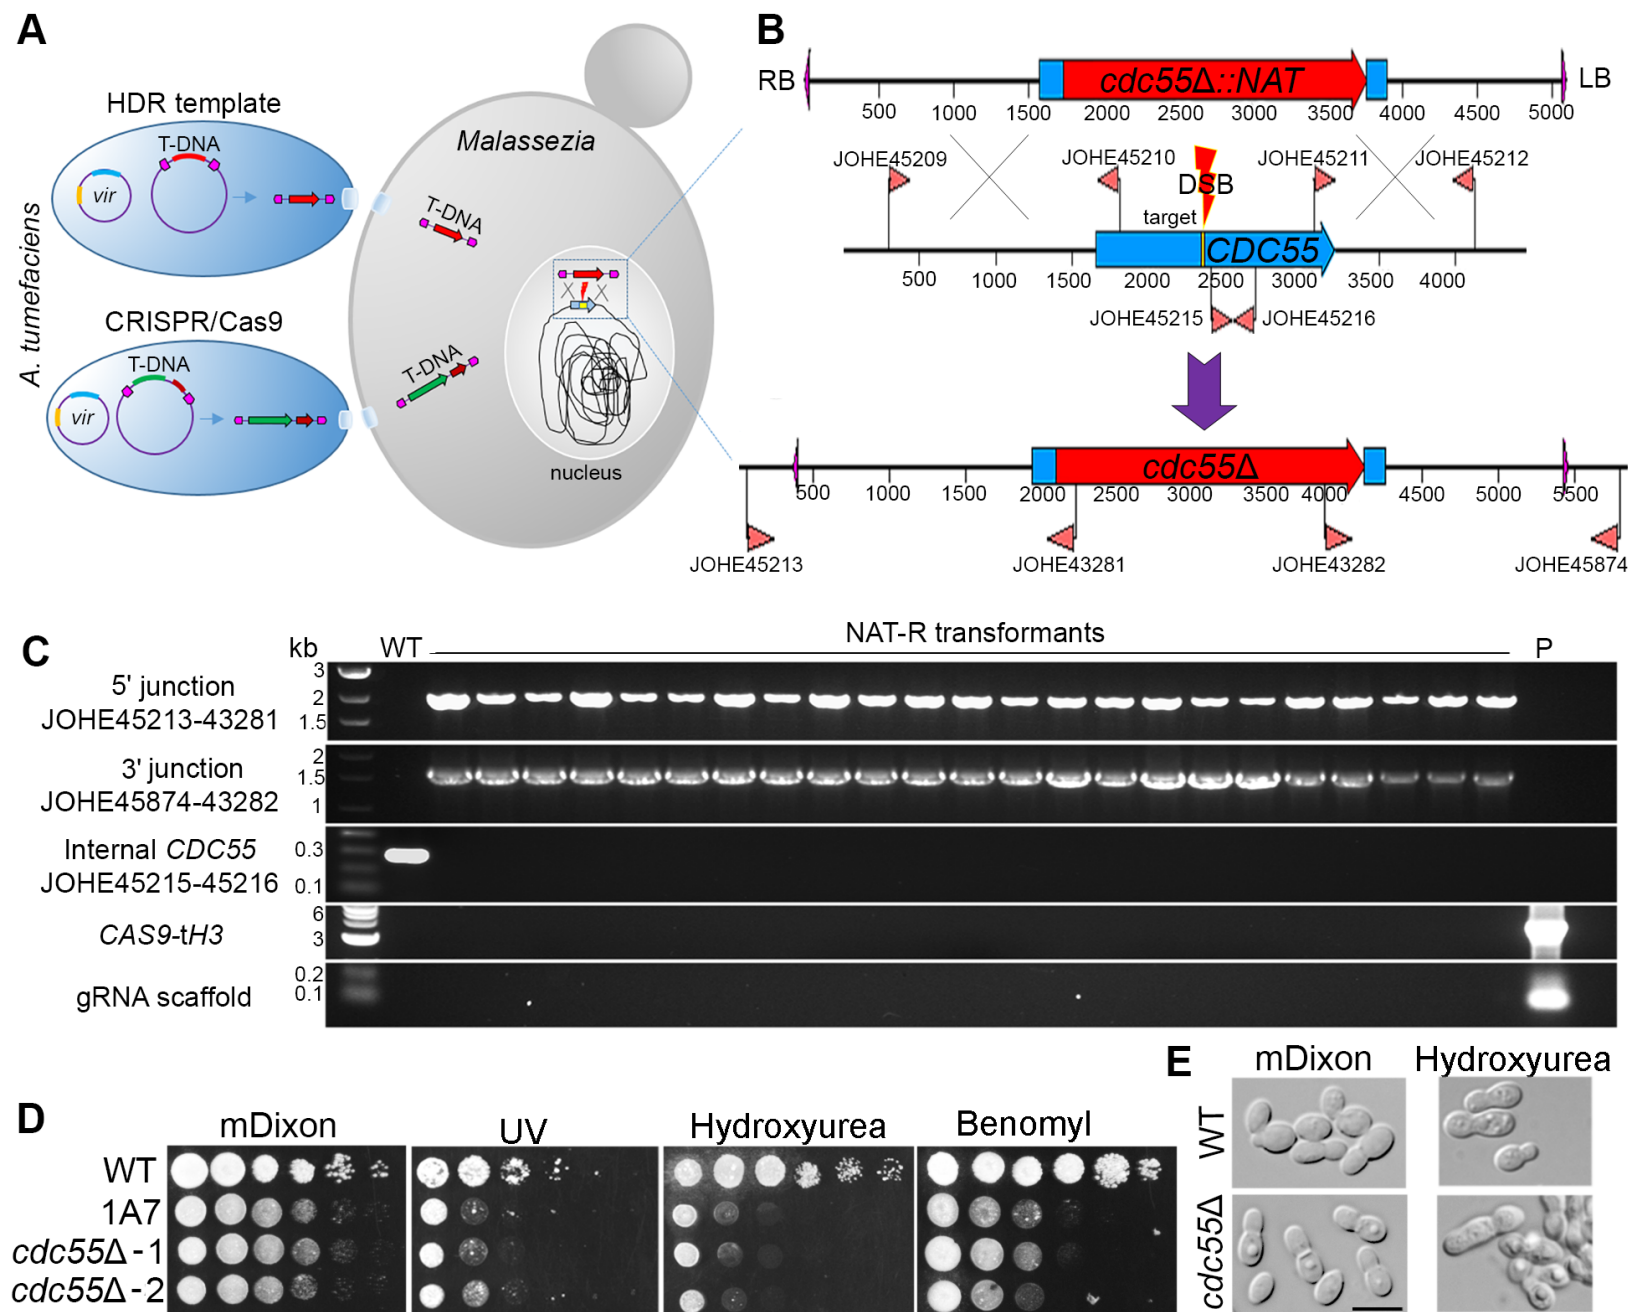 A
HDR template
T-DNA
vir
A. tumefaciens
CRISPR/Cas9
T-DNA
vir
Malassezia
T-DNA
T-DNA
nucleus
B
RB
cdc55Δ::NAT
LB
500 1000 1500 2000 2500 3000 3500 4000 4500 5000
JOHE45209 JOHE45210 JOHE45211 JOHE45212
DSB
target
CDC55
500 1000 1500 2000 2500 3000 3500 4000
JOHE45215 JOHE45216
cdc55Δ
500 1000 1500 2000 2500 3000 3500 4000 4500 5000 5500
JOHE45213 JOHE43281 JOHE43282 JOHE45874
C
kb WT NAT-R transformants P
5' junction
JOHE45213-43281
3
2
1.5
3' junction
JOHE45874-43282
2
1.5
1
Internal CDC55
JOHE45215-45216
0.3
0.1
CAS9-tH3
6
3
gRNA scaffold
0.2
0.1
D
mDixon UV Hydroxyurea Benomyl
WT
1A7
cdc55Δ-1
cdc55Δ-2
E
mDixon Hydroxyurea
WT
cdc55Δ